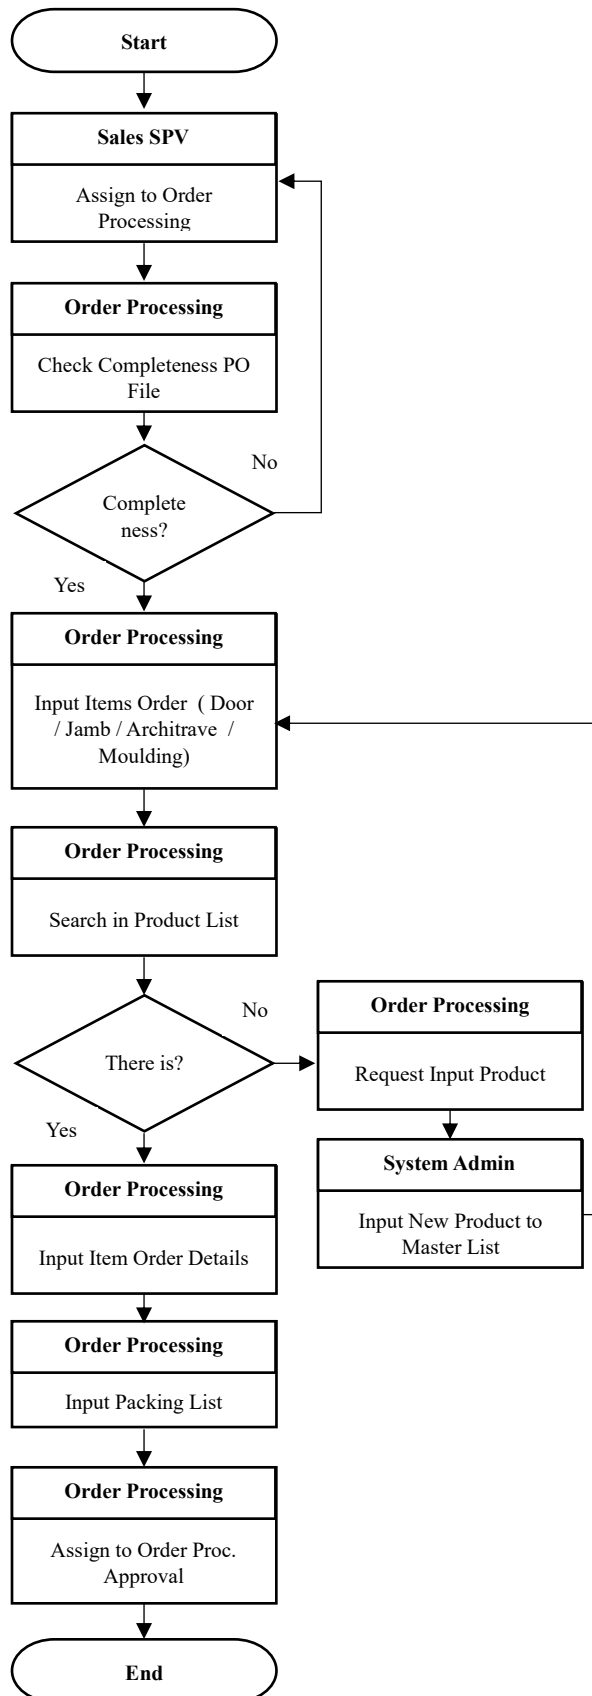 Start
Sales SPV
Assign to Order
Processing
Order Processing
Check Completeness PO
File
No
Complete
ness?
Yes
Order Processing
Input Items Order ( Door
/ Jamb / Architrave /
Moulding)
Order Processing
Search in Product List
No
There is?
Yes
Order Processing
Request Input Product
System Admin
Input New Product to
Master List
Order Processing
Input Item Order Details
Order Processing
Input Packing List
Order Processing
Assign to Order Proc.
Approval
End